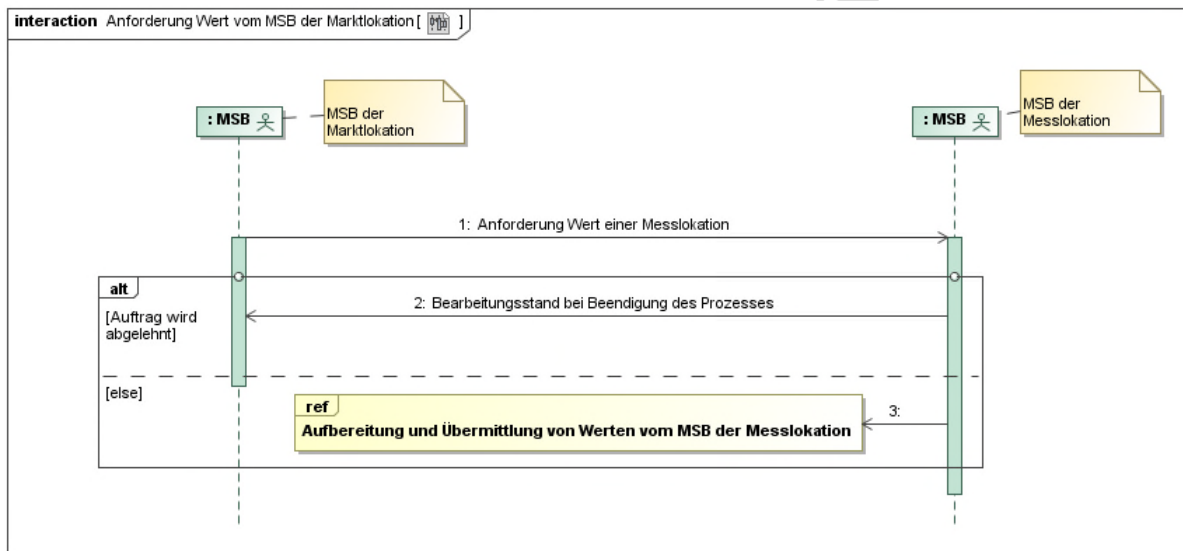 interaction Anforderung Wert vom MSB der Marktlokation [ ]
: MSB
MSB der
Marktlokation
: MSB
MSB der
Messlokation
1: Anforderung Wert einer Messlokation
alt
2: Bearbeitungsstand bei Beendigung des Prozesses
[Auftrag wird
abgelehnt]
[else]
ref
3:
Aufbereitung und Übermittlung von Werten vom MSB der Messlokation